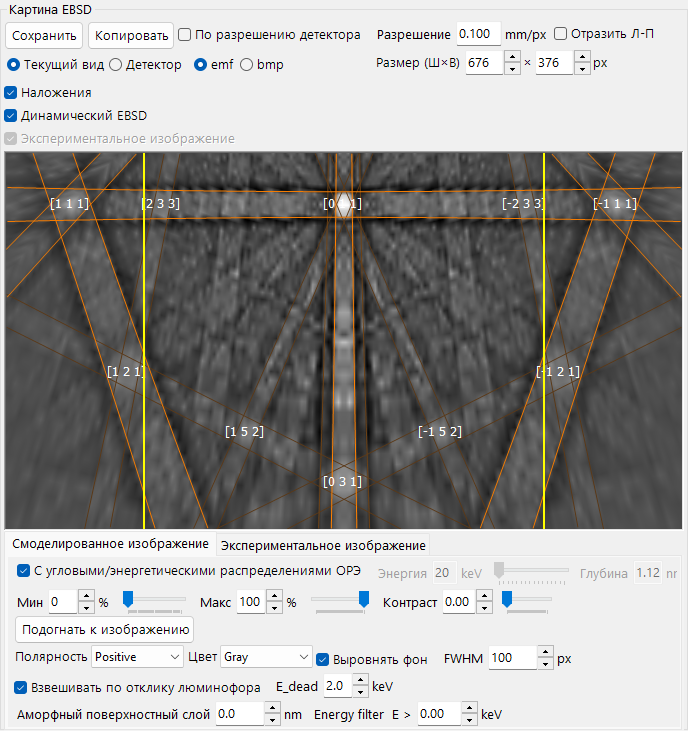 Картина EBSD
Сохранить Копировать По разрешению детектора Разрешение 0.100 mm/px Отразить Л-П
Текущий вид Детектор emf bmp Размер (Ш×В) 676 × 376 px
Наложения
Динамический EBSD
Экспериментальное изображение
[1 1 1] [2 3 3] [0 1] [-2 3 3] [-1 1 1]
[1 2 1] [-1 2 1]
[1 5 2] [-1 5 2]
[0 3 1]
Смоделированное изображение Экспериментальное изображение
С угловыми/энергетическими распределениями ОРЭ Энергия 20 keV Глубина 1.12
Мин 0 % Макс 100 % Контраст 0.00
Подогнать к изображению
Полярность Positive Цвет Gray Выровнять фон FWHM 100 px
Взвешивать по отклику люминофора E_dead 2.0 keV
Аморфный поверхностный слой 0.0 nm Energy filter E > 0.00 keV